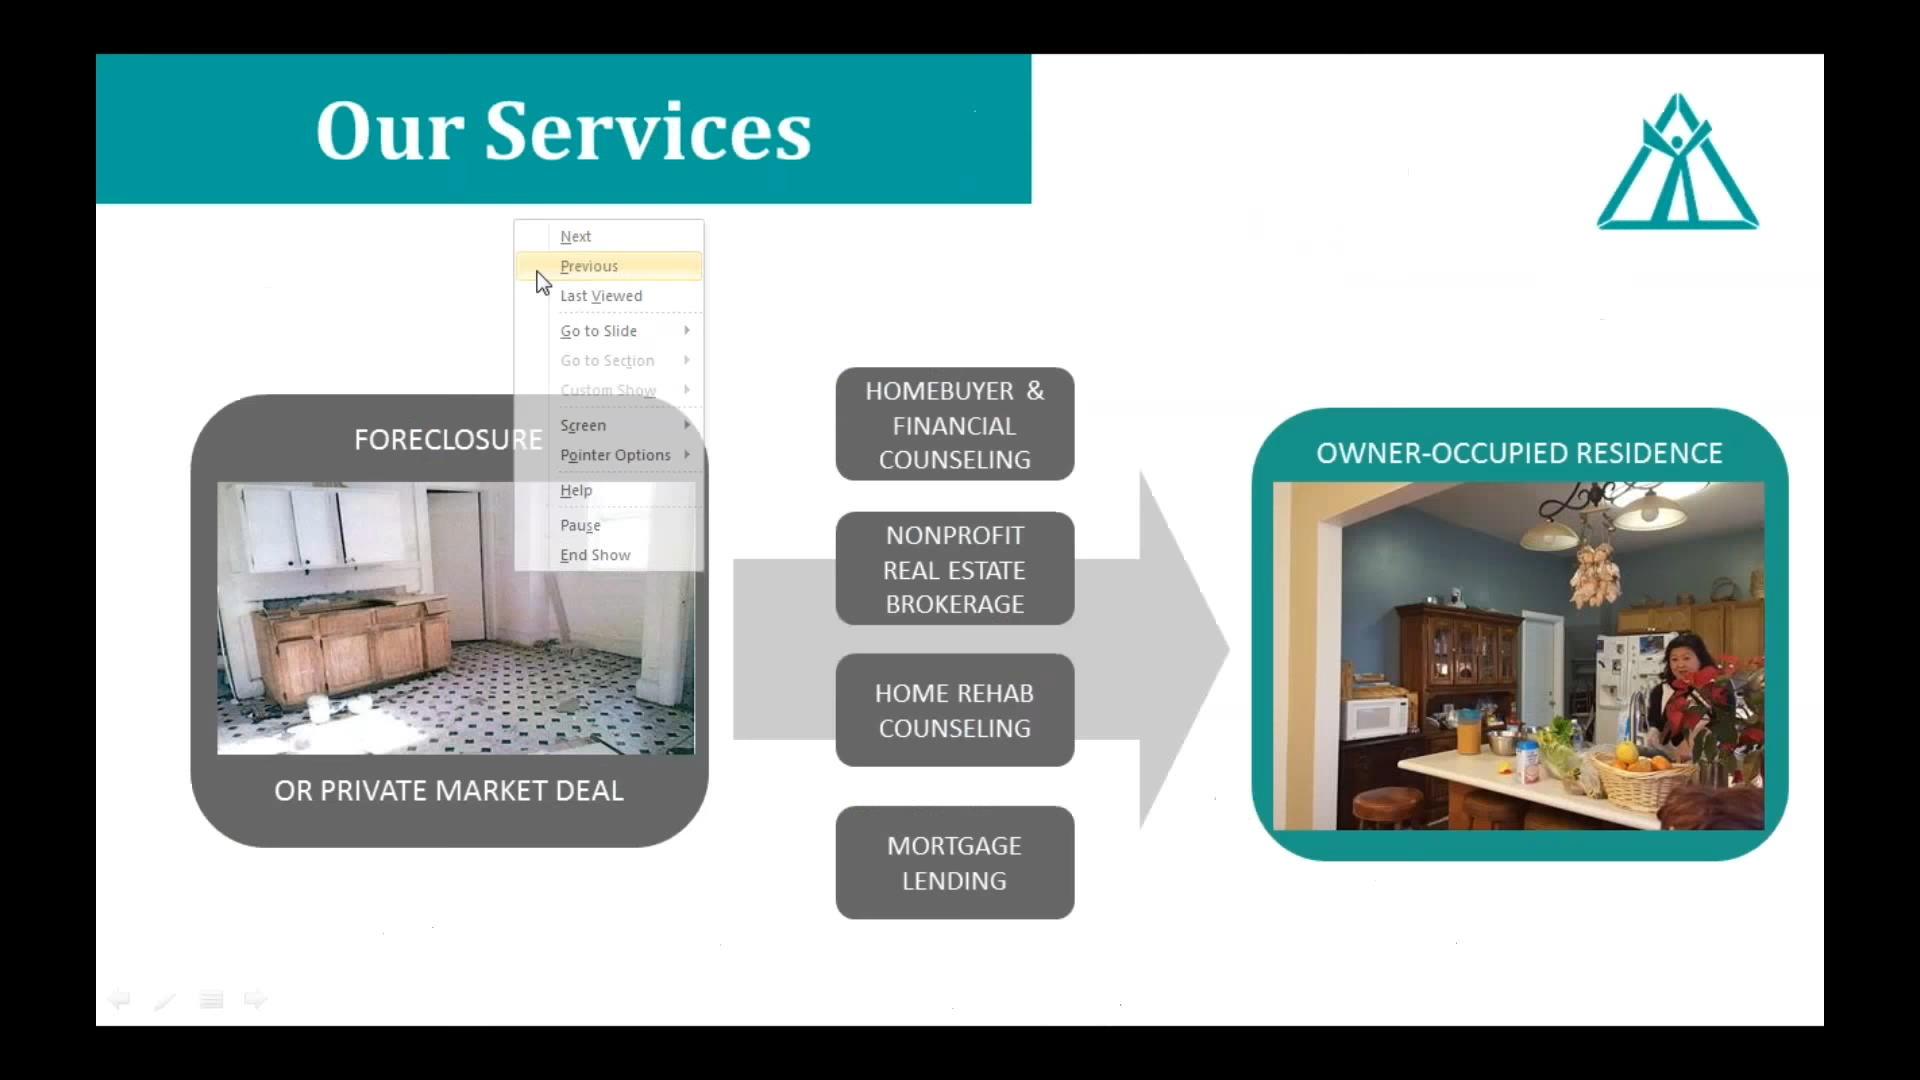 Our Services
Next
Previous
Last Viewed
Go to Slide
Go to Section
Custom Show
Screen
Pointer Options
Help
Pause
End Show
FORECLOSURE
OR PRIVATE MARKET DEAL
HOMEBUYER &
FINANCIAL
COUNSELING
NONPROFIT
REAL ESTATE
BROKERAGE
HOME REHAB
COUNSELING
MORTGAGE
LENDING
OWNER-OCCUPIED RESIDENCE